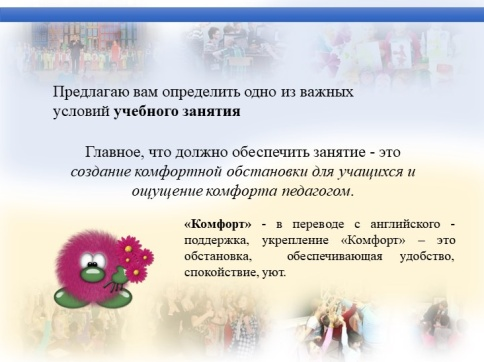 Предлагаю вам определить одно из важных
условий учебного занятия
Главное, что должно обеспечить занятие - это
создание комфортной обстановки для учащихся и
ощущение комфорта педагогом.
«Комфорт» - в переводе с английского -
поддержка, укрепление «Комфорт» – это
обстановка, обеспечивающая удобство,
спокойствие, уют.